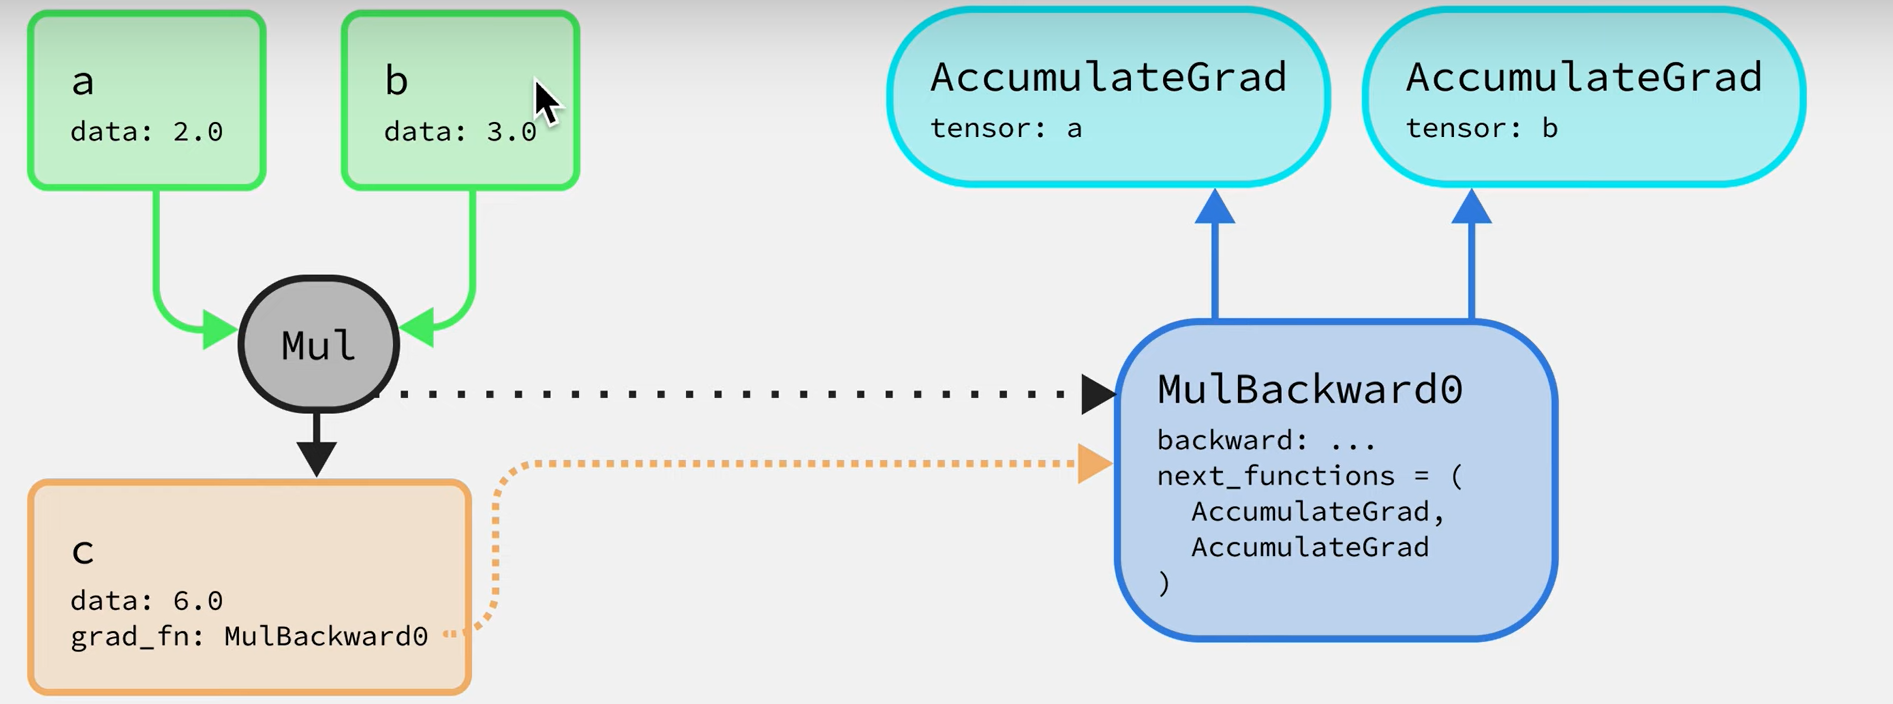 a
data: 2.0
b
data: 3.0
AccumulateGrad
tensor: a
AccumulateGrad
tensor: b
Mul
MulBackward0
backward: ...
next_functions = (
AccumulateGrad,
AccumulateGrad
)
c
data: 6.0
grad_fn: MulBackward0